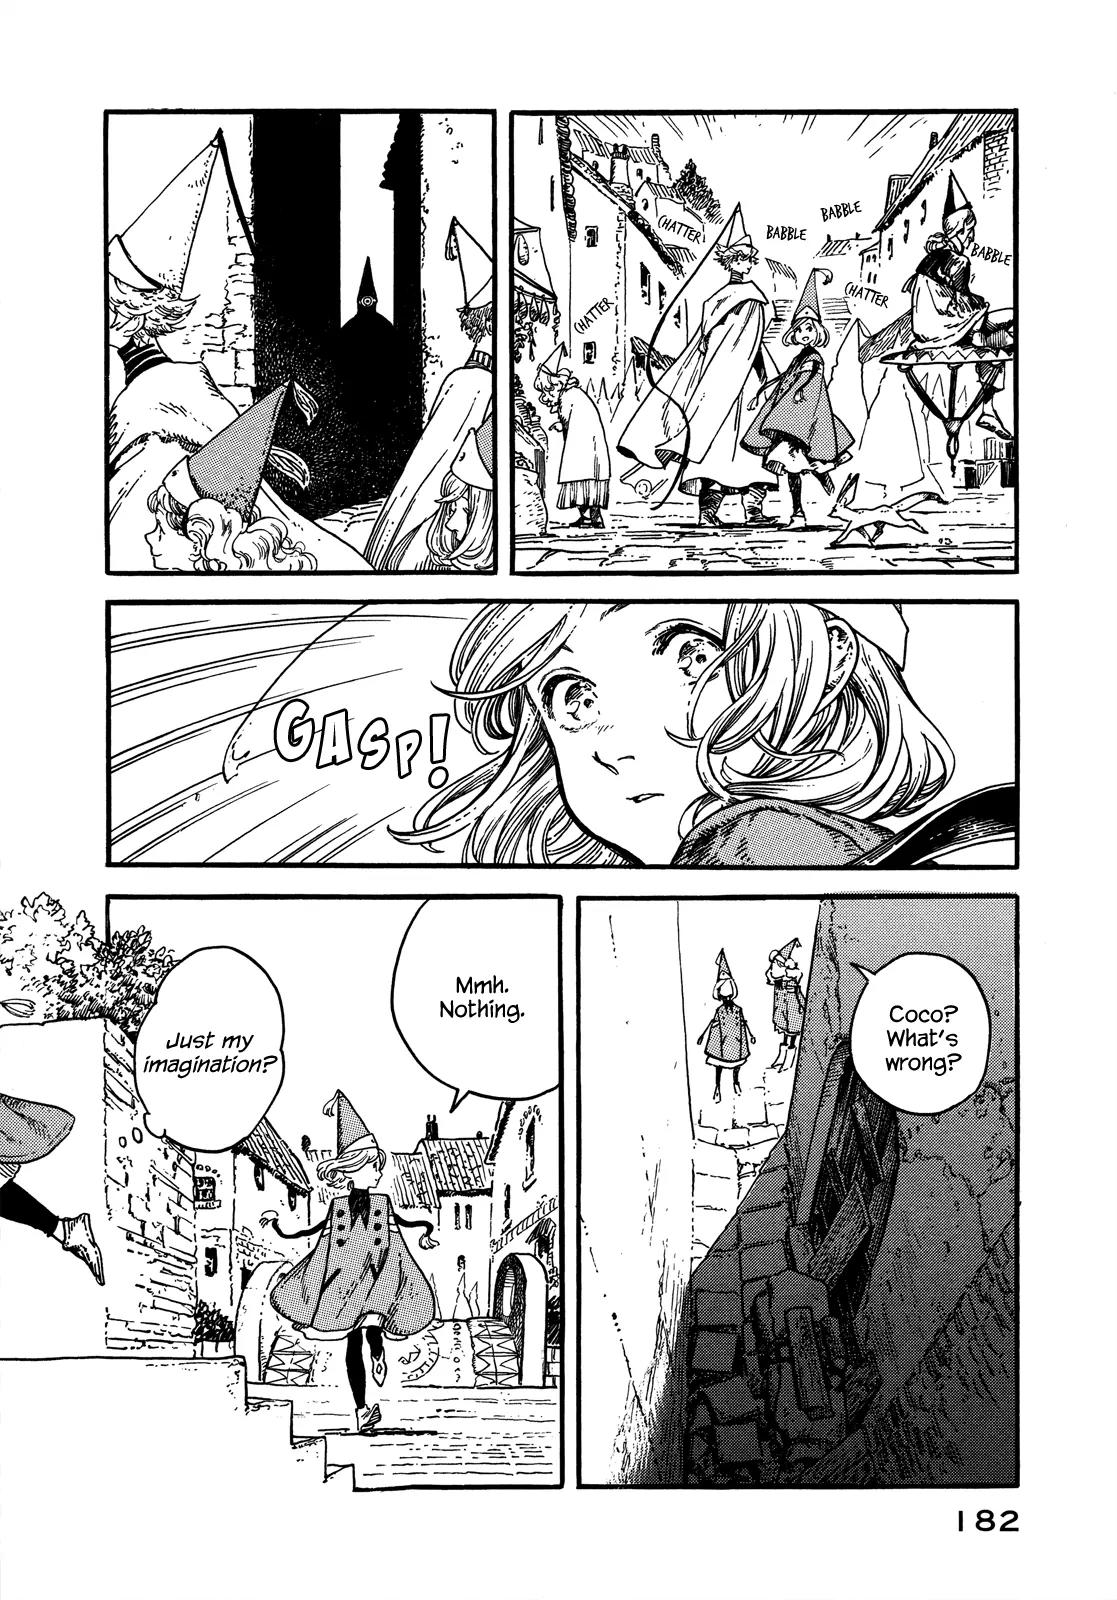 BABBLE
BABBLE
CHATTER
BABBLE
CHATTER
CHATTER
GASP!
Coco?
What's
wrong?
Mmh.
Nothing.
Just my
imagination?
182